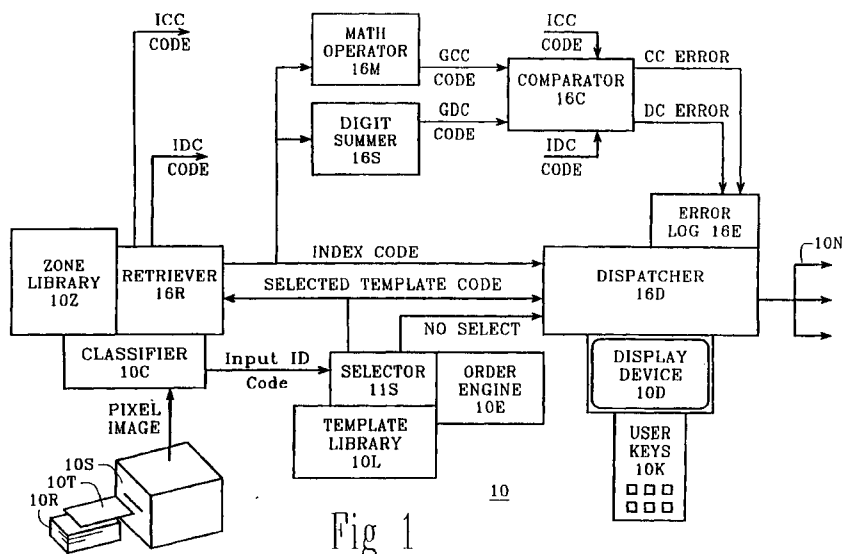 ICC
CODE
IDC
CODE
MATH
OPERATOR
16M
DIGIT
SUMMER
16S
GCC
CODE
GDC
CODE
ICC
CODE
COMPARATOR
16C
IDC
CODE
CC ERROR
DC ERROR
ERROR
LOG 16E
10N
ZONE
LIBRARY
10Z
RETRIEVER
16R
INDEX CODE
SELECTED TEMPLATE CODE
NO SELECT
DISPATCHER
16D
CLASSIFIER
10C
Input ID
Code
SELECTOR
11S
ORDER
ENGINE
10E
TEMPLATE
LIBRARY
10L
DISPLAY
DEVICE
10D
USER
KEYS
10K
PIXEL
IMAGE
10S
10T
10R
10
Fig 1